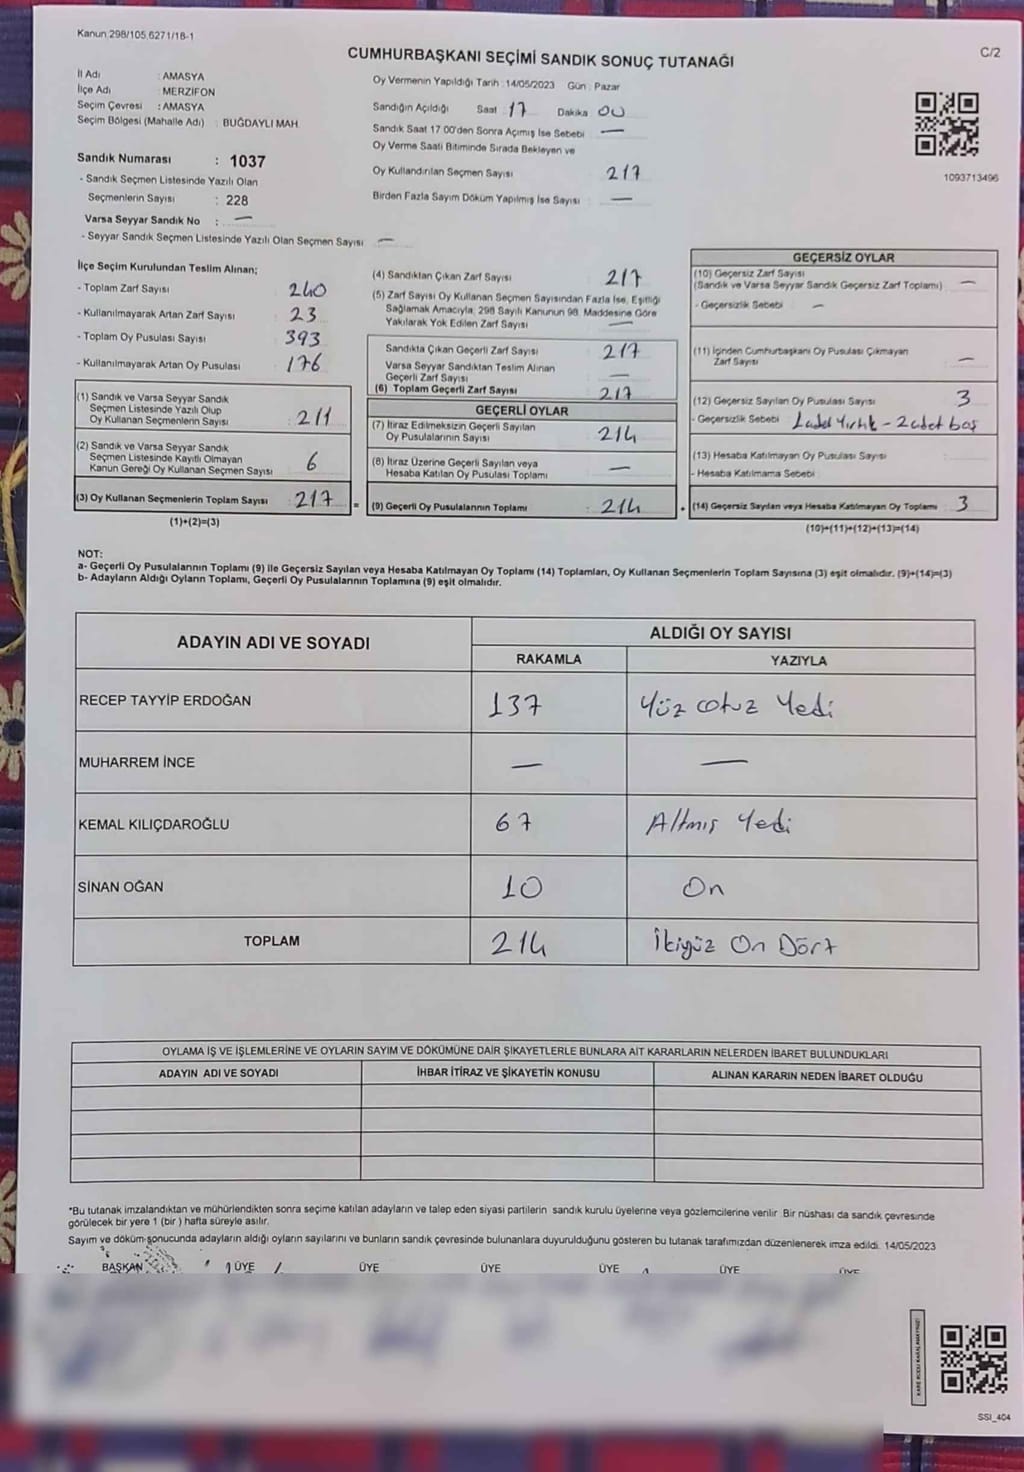 Kanun 298/105,6271/18-1
C/2
CUMHURBAŞKANI SEÇİMİ SANDIK SONUÇ TUTANAĞI
İl Adı : AMASYA
İlçe Adı : MERZİFON
Seçim Çevresi : AMASYA
Seçim Bölgesi (Mahalle Adı) : BUĞDAYLI MAH.
Sandık Numarası : 1037
- Sandık Seçmen Listesinde Yazılı Olan
Seçmenlerin Sayısı : 228
Varsa Seyyar Sandık No : —
- Seyyar Sandık Seçmen Listesinde Yazılı Olan Seçmen Sayısı —
Oy Vermenin Yapıldığı Tarih : 14/05/2023 Gün : Pazar
Sandığın Açıldığı Saat 17 Dakika 00
Sandık Saat 17.00'den Sonra Açımış İse Sebebi —
Oy Verme Saati Bitiminde Sırada Bekleyen ve
Oy Kullandırılan Seçmen Sayısı 217
Birden Fazla Sayım Döküm Yapılmış İse Sayısı —
1093713496
İlçe Seçim Kurulundan Teslim Alınan;
- Toplam Zarf Sayısı 240
- Kullanılmayarak Artan Zarf Sayısı 23
- Toplam Oy Pusulası Sayısı 393
- Kullanılmayarak Artan Oy Pusulası 176
(1) Sandık ve Varsa Seyyar Sandık
Seçmen Listesinde Yazılı Olup
Oy Kullanan Seçmenlerin Sayısı : 211
(2) Sandık ve Varsa Seyyar Sandık
Seçmen Listesinde Kayıtlı Olmayan
Kanun Gereği Oy Kullanan Seçmen Sayısı 6
(3) Oy Kullanan Seçmenlerin Toplam Sayısı : 217 =
(1)+(2)=(3)
(4) Sandıktan Çıkan Zarf Sayısı 217
(5) Zarf Sayısı Oy Kullanan Seçmen Sayısından Fazla İse, Eşitliği
Sağlamak Amacıyla, 298 Sayılı Kanunun 98. Maddesine Göre
Yakılarak Yok Edilen Zarf Sayısı —
Sandıkta Çıkan Geçerli Zarf Sayısı 217
Varsa Seyyar Sandıktan Teslim Alınan
Geçerli Zarf Sayısı —
(6) Toplam Geçerli Zarf Sayısı 217
GEÇERLİ OYLAR
(7) İtiraz Edilmeksizin Geçerli Sayılan
Oy Pusulalarının Sayısı 214
(8) İtiraz Üzerine Geçerli Sayılan veya
Hesaba Katılan Oy Pusulası Toplamı —
(9) Geçerli Oy Pusulalarının Toplamı 214 +
GEÇERSİZ OYLAR
(10) Geçersiz Zarf Sayısı
(Sandık ve Varsa Seyyar Sandık Geçersiz Zarf Toplamı) —
- Geçersizlik Sebebi : —
(11) İçinden Cumhurbaşkanı Oy Pusulası Çıkmayan
Zarf Sayısı —
(12) Geçersiz Sayılan Oy Pusulası Sayısı 3
- Geçersizlik Sebebi 1 adet Yırtık - 2 adet boş
(13) Hesaba Katılmayan Oy Pusulası Sayısı
- Hesaba Katılmama Sebebi
(14) Geçersiz Sayılan veya Hesaba Katılmayan Oy Toplamı 3
(10)+(11)+(12)+(13)=(14)
NOT:
a- Geçerli Oy Pusulalarının Toplamı (9) ile Geçersiz Sayılan veya Hesaba Katılmayan Oy Toplamı (14) Toplamları, Oy Kullanan Seçmenlerin Toplam Sayısına (3) eşit olmalıdır. (9)+(14)=(3)
b- Adayların Aldığı Oyların Toplamı, Geçerli Oy Pusulalarının Toplamına (9) eşit olmalıdır.
ADAYIN ADI VE SOYADI ALDIĞI OY SAYISI
RAKAMLA YAZIYLA
RECEP TAYYİP ERDOĞAN 137 Yüz Otuz Yedi
MUHARREM İNCE — —
KEMAL KILIÇDAROĞLU 67 Altmış Yedi
SİNAN OĞAN 10 On
TOPLAM 214 İkiyüz On Dört
OYLAMA İŞ VE İŞLEMLERİNE VE OYLARIN SAYIM VE DÖKÜMÜNE DAİR ŞİKAYETLERLE BUNLARA AİT KARARLARIN NELERDEN İBARET BULUNDUKLARI
ADAYIN ADI VE SOYADI İHBAR İTİRAZ VE ŞİKAYETİN KONUSU ALINAN KARARIN NEDEN İBARET OLDUĞU
*Bu tutanak imzalandıktan ve mühürlendikten sonra seçime katılan adayların ve talep eden siyasi partilerin sandık kurulu üyelerine veya gözlemcilerine verilir. Bir nüshası da sandık çevresinde
görülecek bir yere 1 (bir ) hafta süreyle asılır.
Sayım ve döküm sonucunda adayların aldığı oyların sayılarını ve bunların sandık çevresinde bulunanlara duyurulduğunu gösteren bu tutanak tarafımızdan düzenlenerek imza edildi. 14/05/2023
BAŞKAN ÜYE ÜYE ÜYE ÜYE ÜYE ÜYE
SSI_404